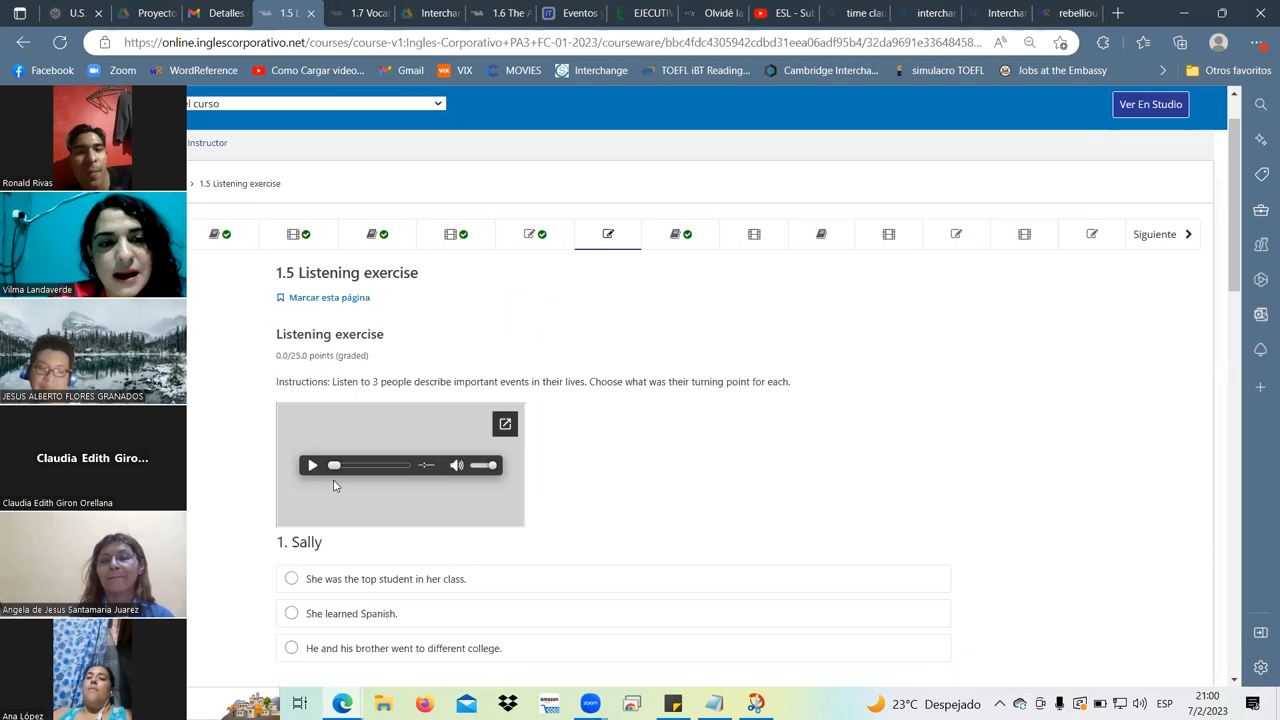 Proyecto
Listenes
1.5 L
1.7 Voca
Intercha
1.6 The A
Eventos
EJECUTI
Olvidé la
ESL - Su
time cla
interchar
Interchar
rebelliou
https://online.inglescorporativo.net/courses/course-v1:Ingles-Corporativo+PA3+FC-01-2023/courseware/bbc4fdc4305942cdbd31eea06adf95b4/32da9691e33648458...
Facebook
Zoom
WordReference
Como Cargar video...
Gmail
VIX
MOVIES
Interchange
TOEFL iBT Reading...
Cambridge Intercha...
simulacro TOEFL
Jobs at the Embassy
Otros favoritos
el curso
Ver En Studio
Instructor
1.5 Listening exercise
Siguiente
1.5 Listening exercise
Marcar esta página
Listening exercise
0.0/25.0 points (graded)
Instructions: Listen to 3 people describe important events in their lives. Choose what was their turning point for each.
1. Sally
She was the top student in her class.
She learned Spanish.
He and his brother went to different college.
Ronald Rivas
Vilma Landaverde
JESUS ALBERTO FLORES GRANADOS
Claudia Edith Giro...
Claudia Edith Giron Orellana
Angela de Jesus Santamaria Juarez
Ana López
amazon
zoom
23°C Despejado
ESP
21:00
7/2/2023